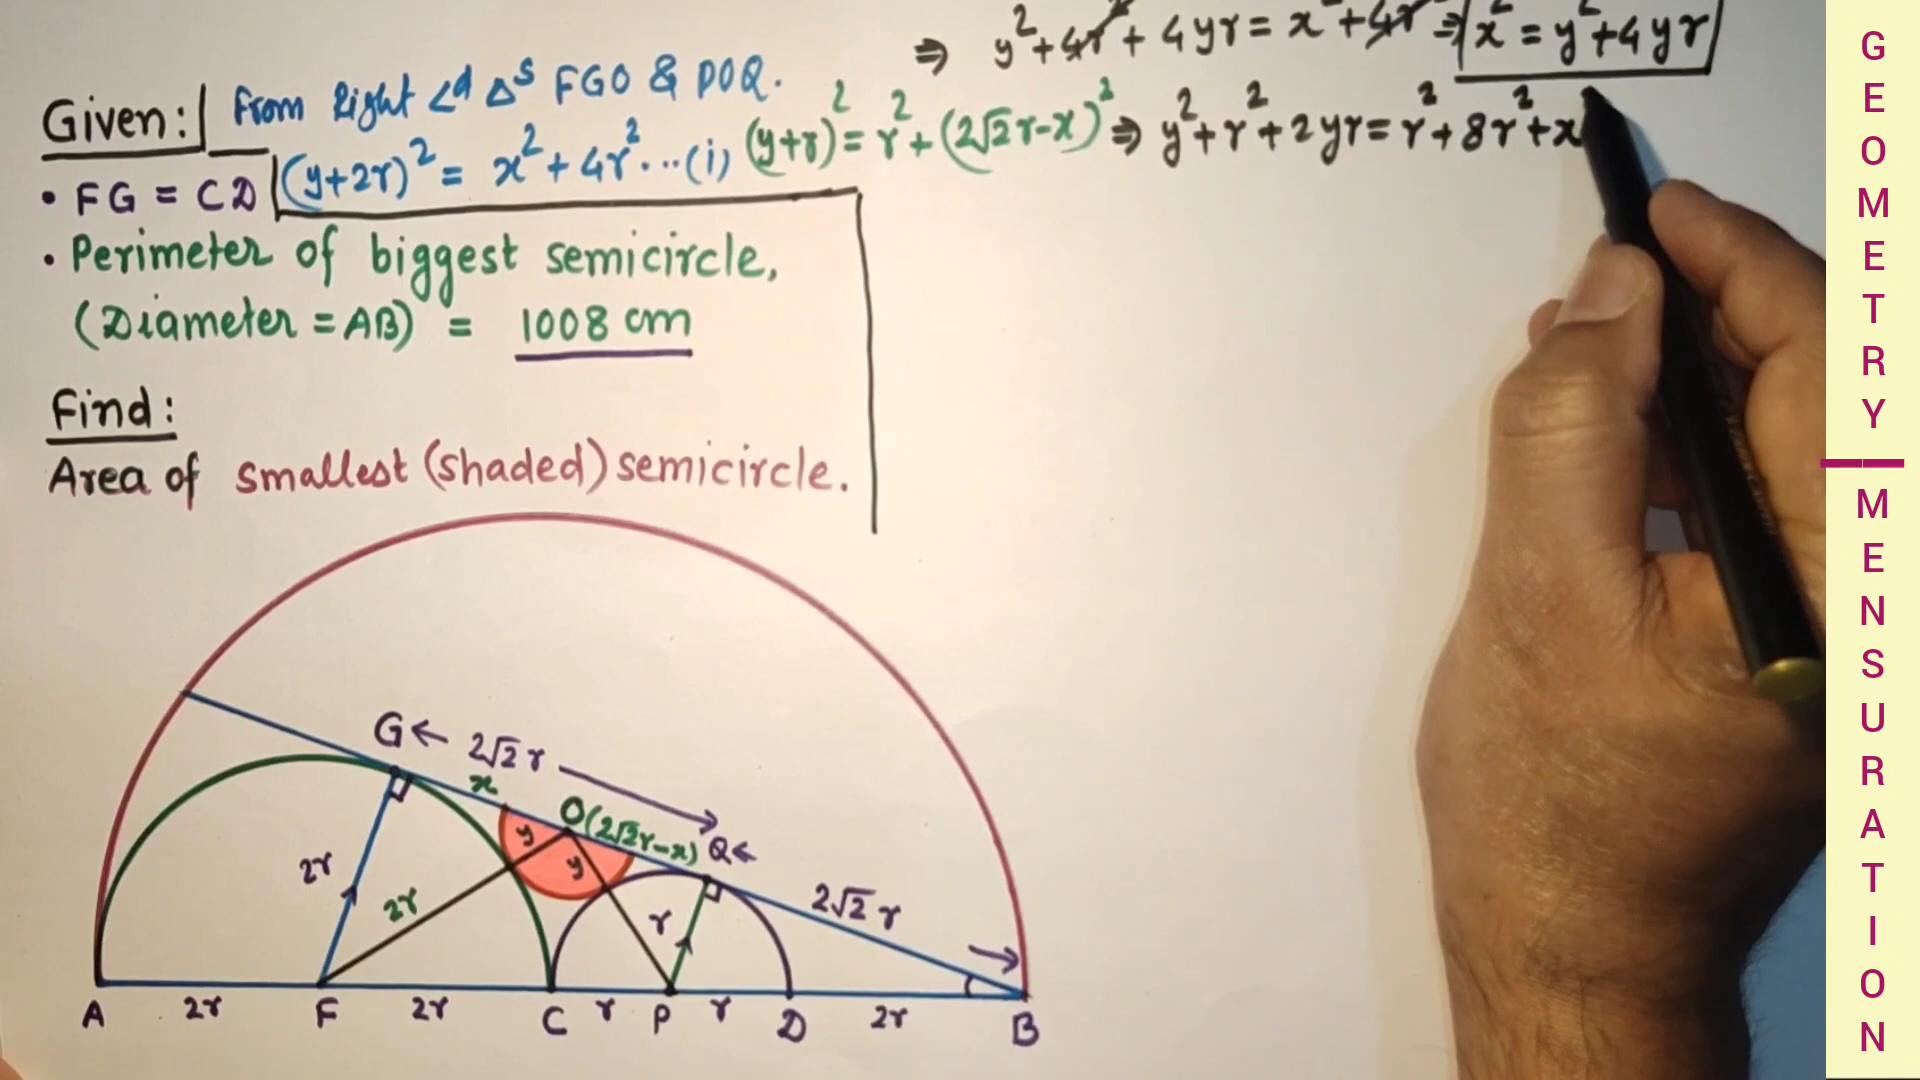 ⇒ y²+4r²+ 4yr = x²+4r² ⇒ x² = y²+4yr
Given: From Right ∠d Δs FGO & POQ.
(y+2r)² = x²+4r²...(i) (y+r)² = r²+(2√2r-x)² ⇒ y²+r²+2yr = r²+8r²+x
• FG = CD
• Perimeter of biggest semicircle,
(Diameter = AB) = 1008 cm
Find:
Area of smallest (shaded) semicircle.
G ← 2√2 r →
x
O (2√2r-x) Q ←
y
y
2r
2r
r
2√2 r →
A 2r F 2r C r P r D 2r B
GEOMETRY | MENSURATION